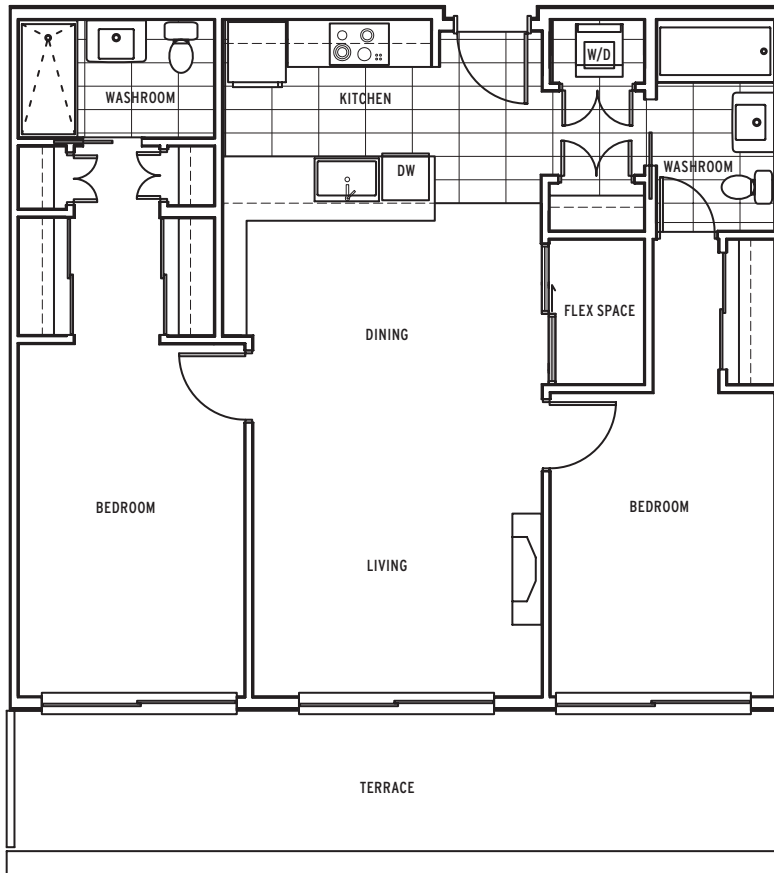 W/D
WASHROOM
KITCHEN
WASHROOM
DW
FLEX SPACE
DINING
BEDROOM
BEDROOM
LIVING
TERRACE